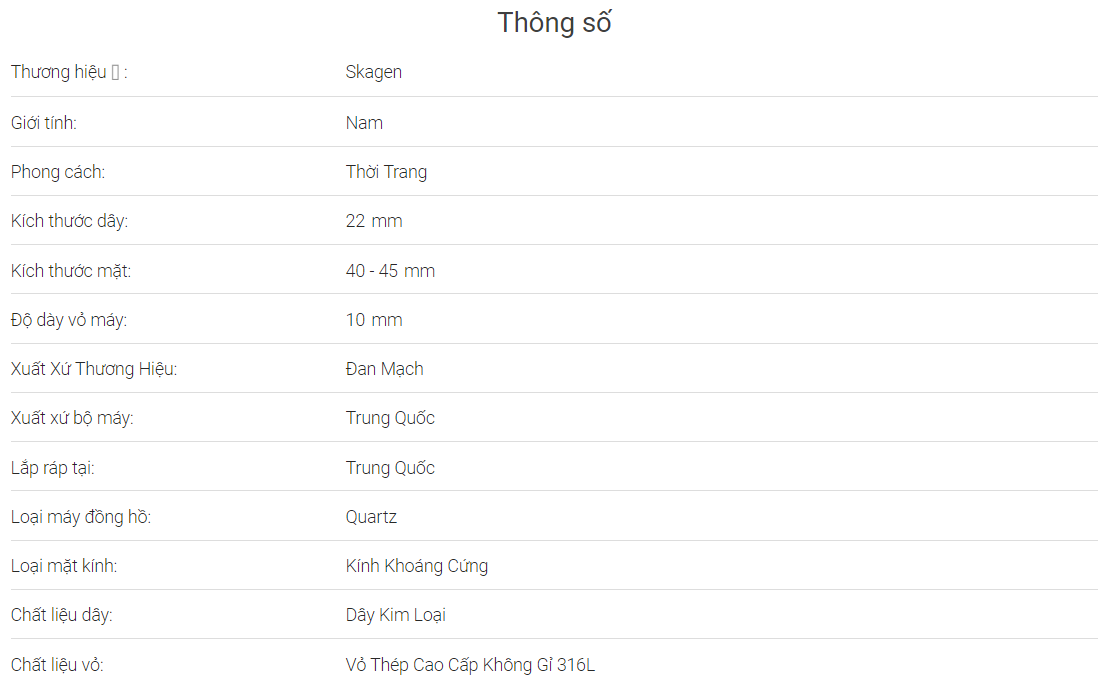 Thông số
Thương hiệu ▯ : Skagen
Giới tính: Nam
Phong cách: Thời Trang
Kích thước dây: 22 mm
Kích thước mặt: 40 - 45 mm
Độ dày vỏ máy: 10 mm
Xuất Xứ Thương Hiệu: Đan Mạch
Xuất xứ bộ máy: Trung Quốc
Lắp ráp tại: Trung Quốc
Loại máy đồng hồ: Quartz
Loại mặt kính: Kính Khoáng Cứng
Chất liệu dây: Dây Kim Loại
Chất liệu vỏ: Vỏ Thép Cao Cấp Không Gỉ 316L